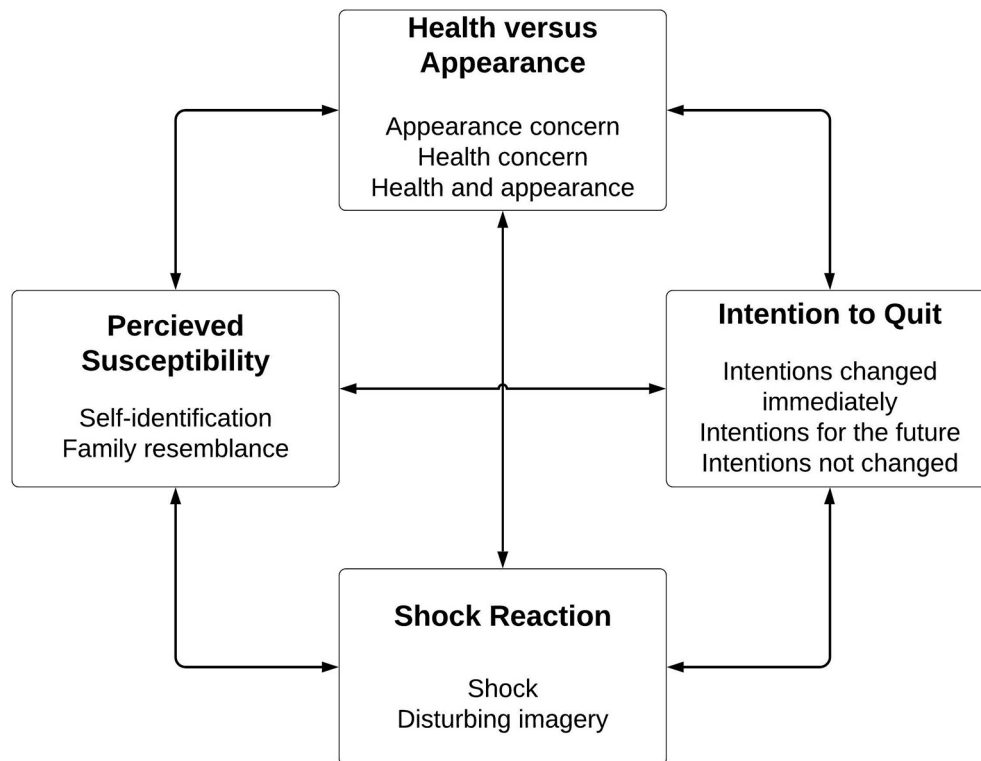 Health versus
Appearance
Appearance concern
Health concern
Health and appearance
Percieved
Susceptibility
Self-identification
Family resemblance
Intention to Quit
Intentions changed
immediately
Intentions for the future
Intentions not changed
Shock Reaction
Shock
Disturbing imagery